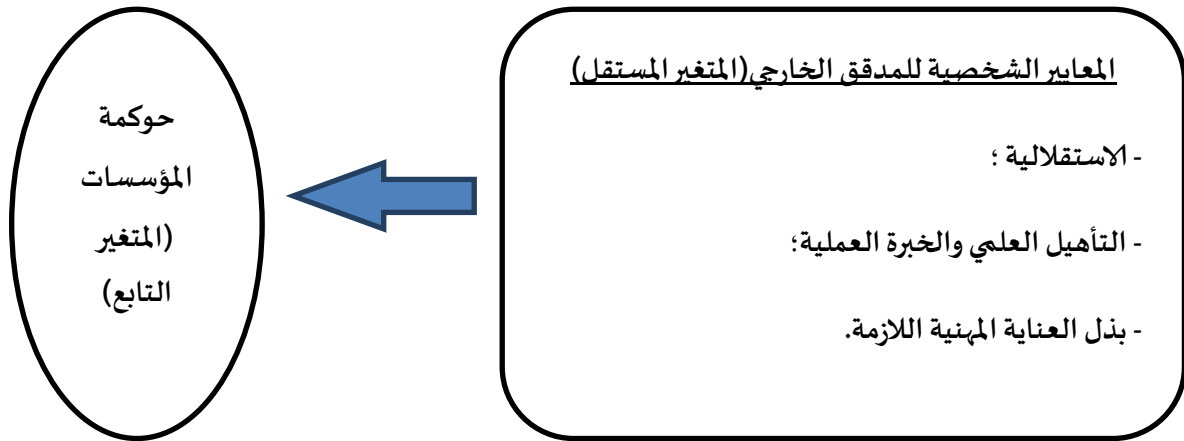 المعايير الشخصية للمدقق الخارجي(المتغير المستقل)
- الاستقلالية ؛
- التأهيل العلمي والخبرة العملية؛
- بذل العناية المهنية اللازمة.
حوكمة
المؤسسات
(المتغير
التابع)